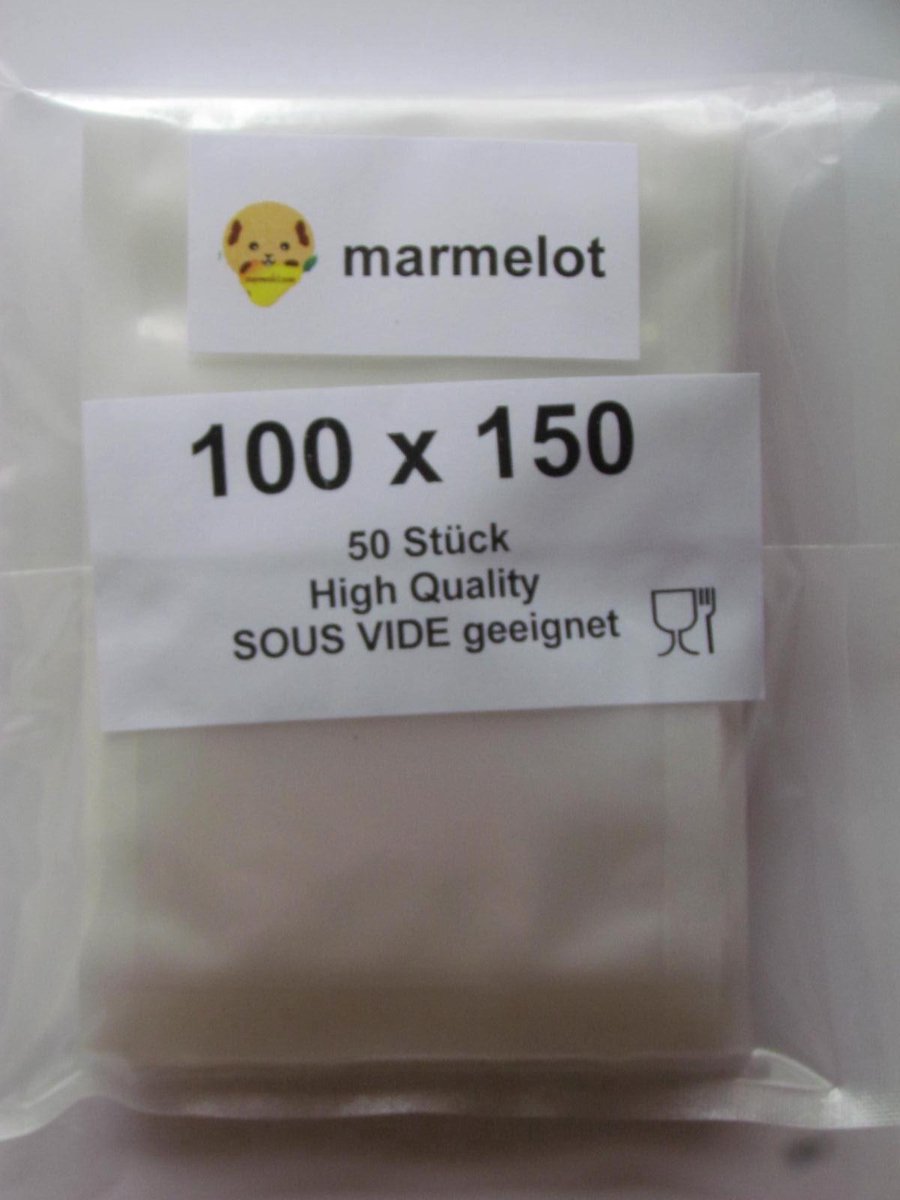 marmelot
100 x 150
50 Stück
High Quality
SOUS VIDE geeignet